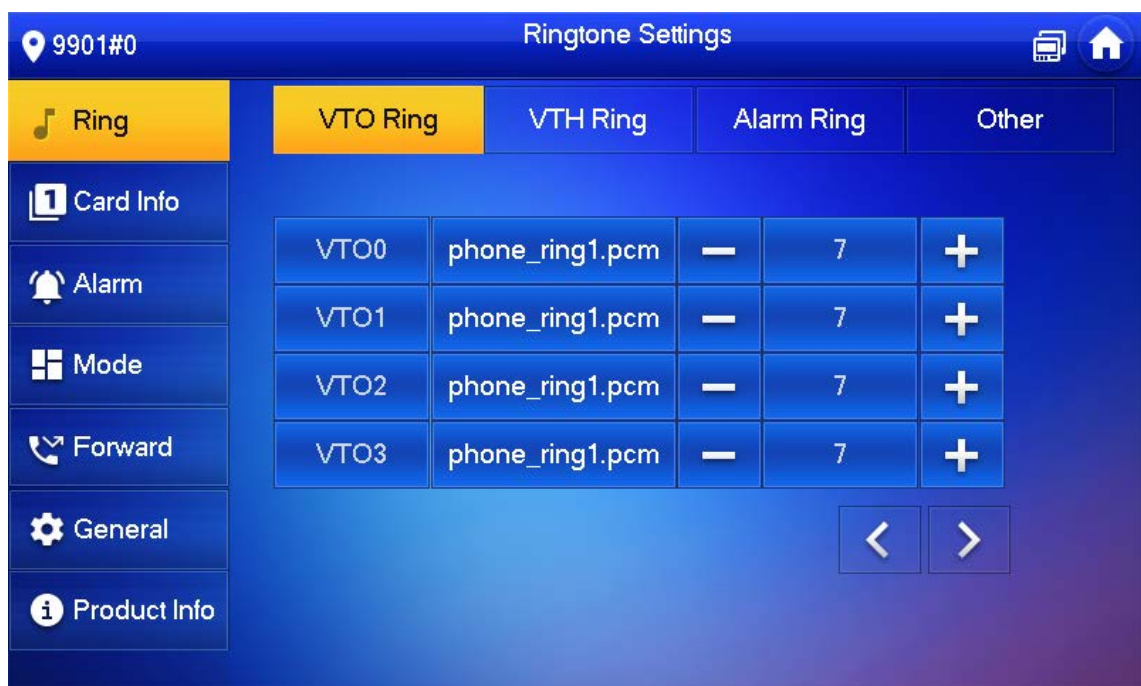 9901#0
Ringtone Settings
Ring
VTO Ring
VTH Ring
Alarm Ring
Other
1 Card Info
Alarm
Mode
Forward
General
i Product Info
VTO0 phone_ring1.pcm − 7 +
VTO1 phone_ring1.pcm − 7 +
VTO2 phone_ring1.pcm − 7 +
VTO3 phone_ring1.pcm − 7 +
< >